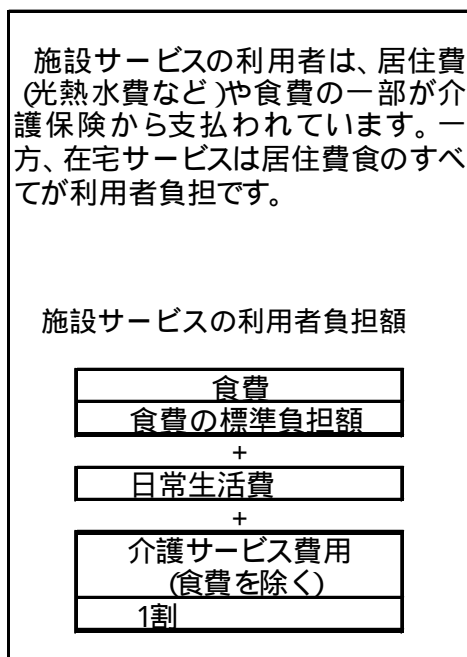 施設サービスの利用者は、居住費
(光熱水費など)や食費の一部が介
護保険から支払われています。一
方、在宅サービスは居住費食のすべ
てが利用者負担です。
施設サービスの利用者負担額
食費
食費の標準負担額
+
日常生活費
+
介護サービス費用
(食費を除く)
1割